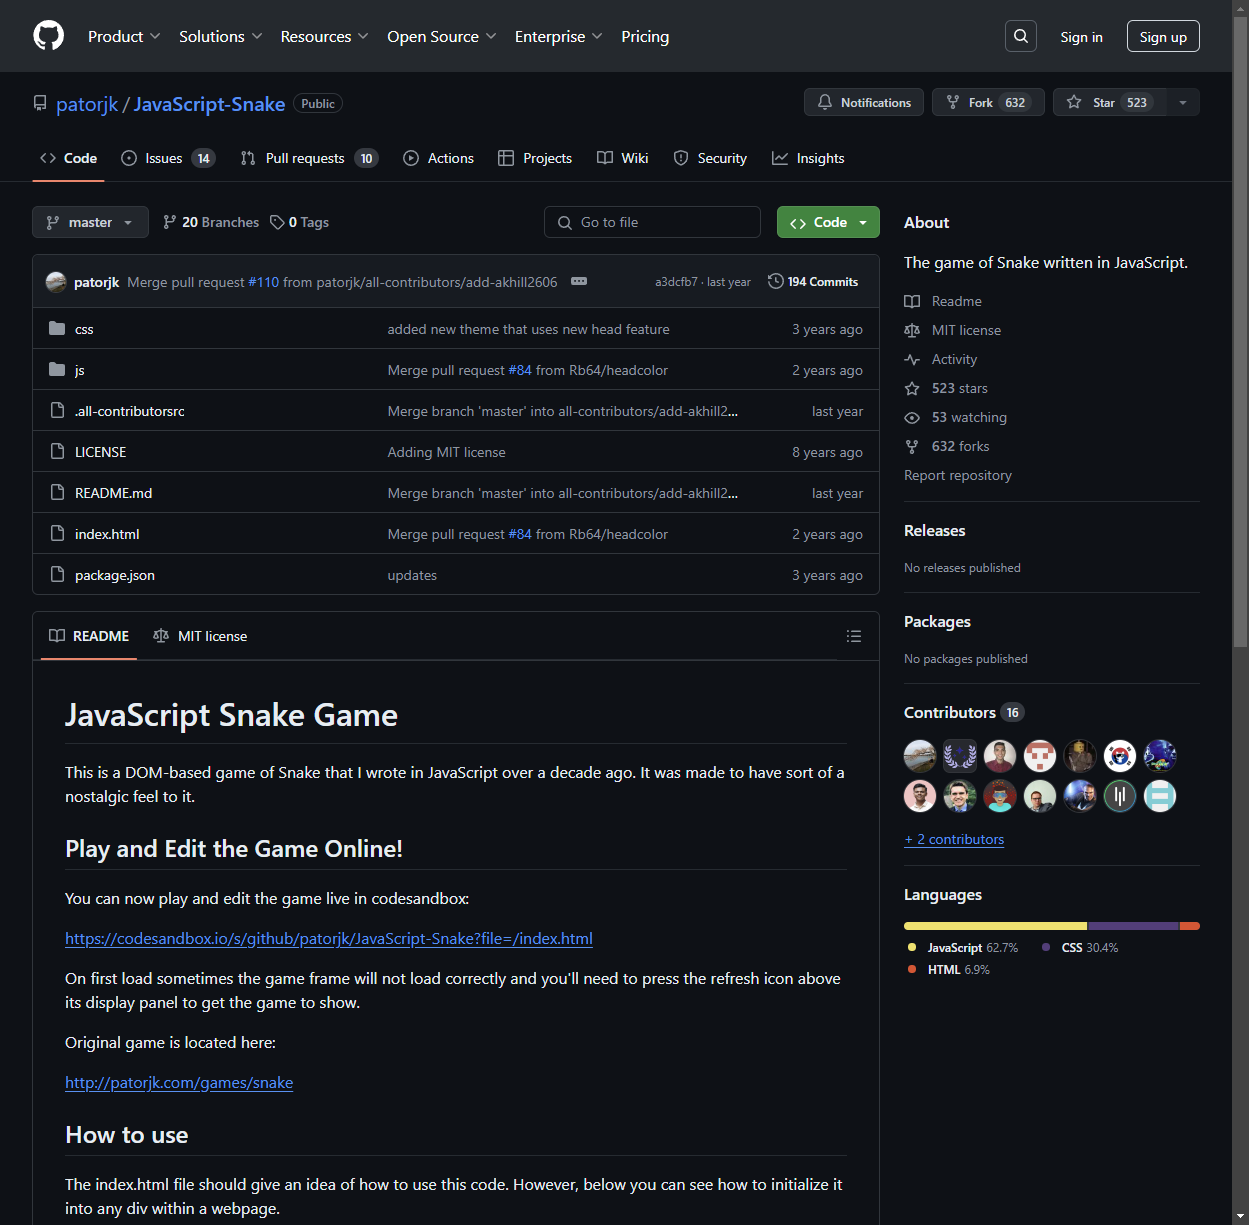 Product Solutions Resources Open Source Enterprise Pricing Sign in Sign up
patorjk / JavaScript-Snake Public Notifications Fork 632 Star 523
Code Issues 14 Pull requests 10 Actions Projects Wiki Security Insights
master 20 Branches 0 Tags Go to file Code
patorjk Merge pull request #110 from patorjk/all-contributors/add-akhill2606 a3dcfb7 · last year 194 Commits
css added new theme that uses new head feature 3 years ago
js Merge pull request #84 from Rb64/headcolor 2 years ago
.all-contributorsrc Merge branch 'master' into all-contributors/add-akhill2... last year
LICENSE Adding MIT license 8 years ago
README.md Merge branch 'master' into all-contributors/add-akhill2... last year
index.html Merge pull request #84 from Rb64/headcolor 2 years ago
package.json updates 3 years ago
README MIT license
JavaScript Snake Game
This is a DOM-based game of Snake that I wrote in JavaScript over a decade ago. It was made to have sort of a
nostalgic feel to it.
Play and Edit the Game Online!
You can now play and edit the game live in codesandbox:
https://codesandbox.io/s/github/patorjk/JavaScript-Snake?file=/index.html
On first load sometimes the game frame will not load correctly and you'll need to press the refresh icon above
its display panel to get the game to show.
Original game is located here:
http://patorjk.com/games/snake
How to use
The index.html file should give an idea of how to use this code. However, below you can see how to initialize it
into any div within a webpage.
About
The game of Snake written in JavaScript.
Readme
MIT license
Activity
523 stars
53 watching
632 forks
Report repository
Releases
No releases published
Packages
No packages published
Contributors 16
+ 2 contributors
Languages
JavaScript 62.7% CSS 30.4%
HTML 6.9%